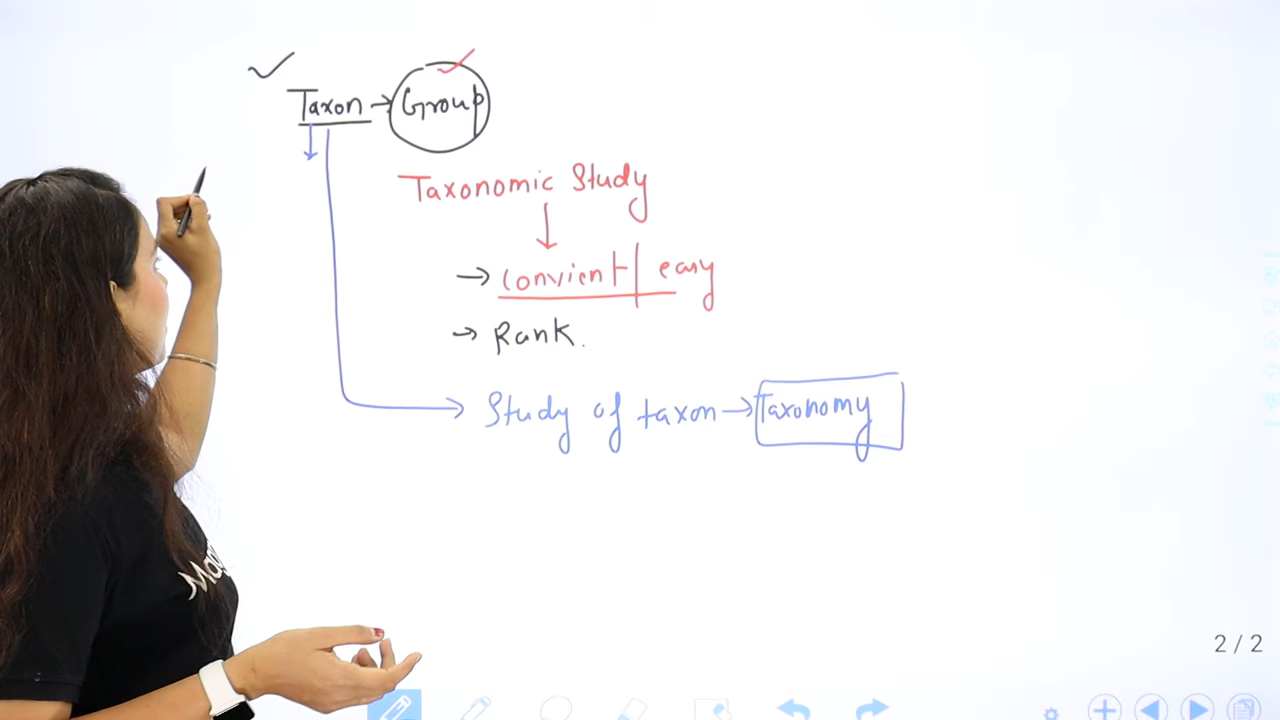 Taxon → Group
Taxonomic Study
→ Convient | easy
→ Rank.
Study of taxon → Taxonomy
2 / 2